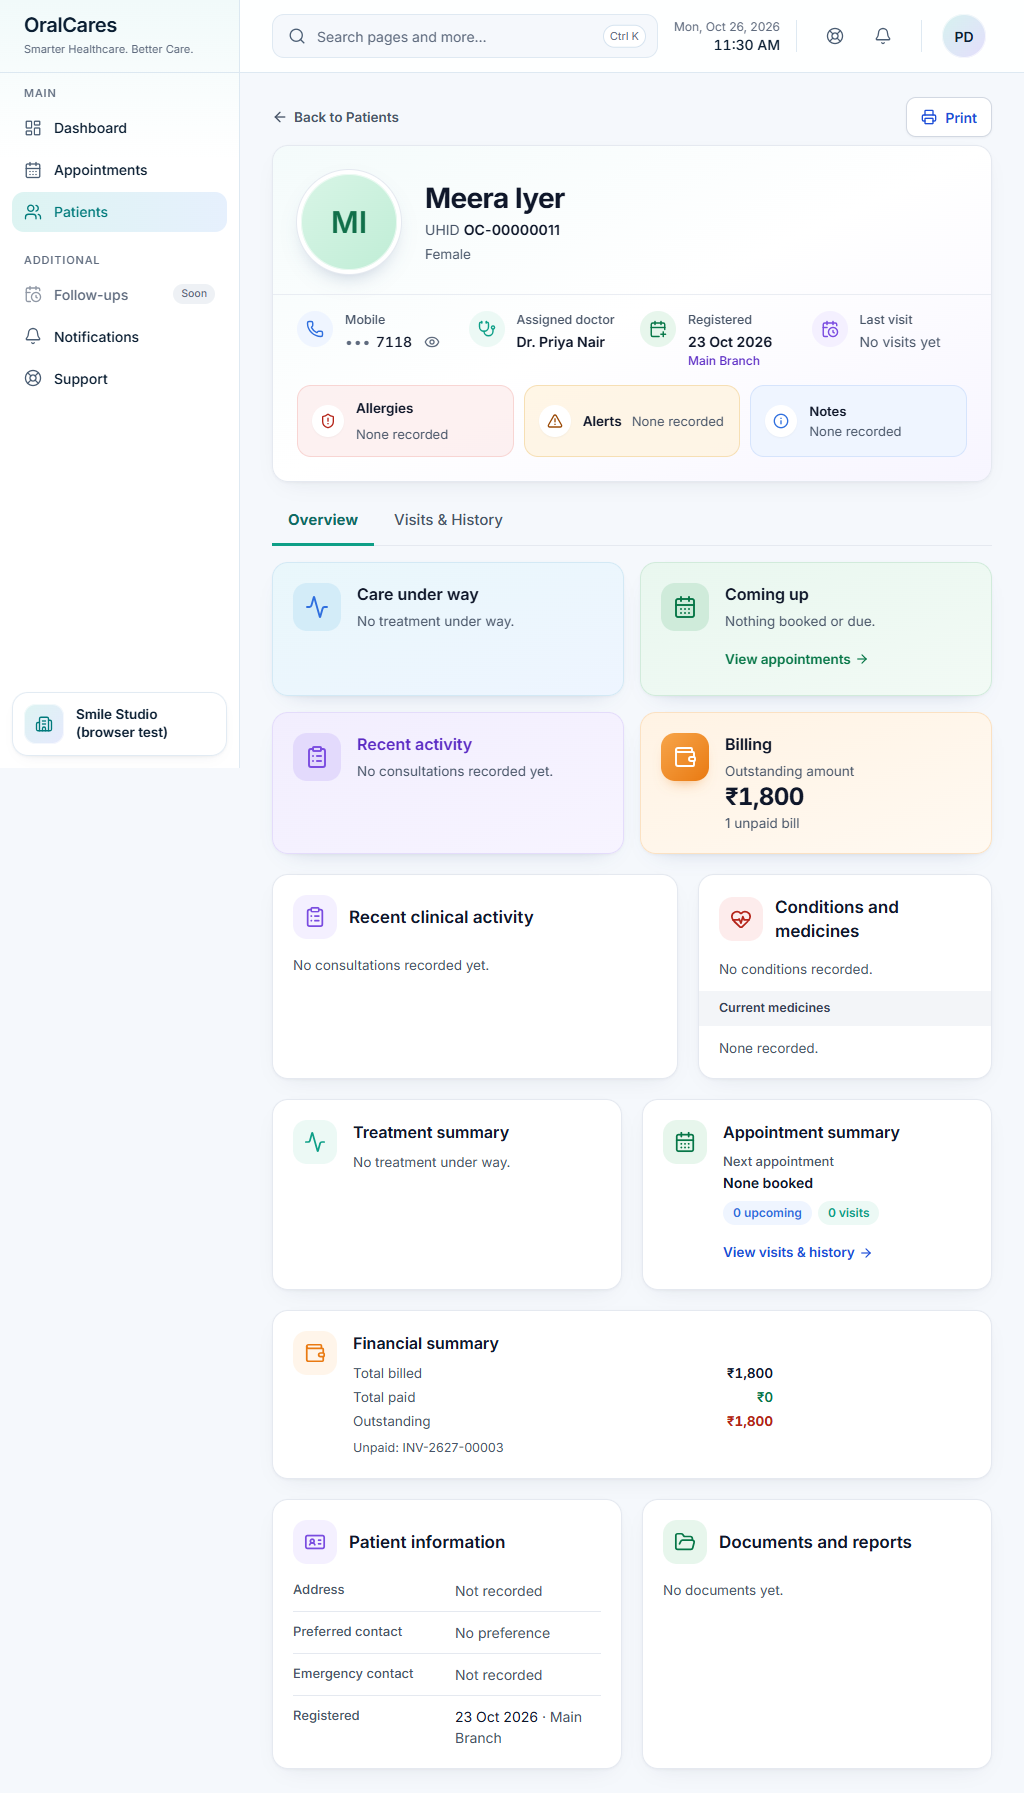 OralCares
Smarter Healthcare. Better Care.
Search pages and more...
Ctrl K
Mon, Oct 26, 2026
11:30 AM
PD
MAIN
Dashboard
Appointments
Patients
ADDITIONAL
Follow-ups
Soon
Notifications
Support
Smile Studio
(browser test)
Back to Patients
Print
MI
Meera Iyer
UHID OC-00000011
Female
Mobile
••• 7118
Assigned doctor
Dr. Priya Nair
Registered
23 Oct 2026
Main Branch
Last visit
No visits yet
Allergies
None recorded
Alerts None recorded
Notes
None recorded
Overview
Visits & History
Care under way
No treatment under way.
Coming up
Nothing booked or due.
View appointments →
Recent activity
No consultations recorded yet.
Billing
Outstanding amount
₹1,800
1 unpaid bill
Recent clinical activity
No consultations recorded yet.
Conditions and
medicines
No conditions recorded.
Current medicines
None recorded.
Treatment summary
No treatment under way.
Appointment summary
Next appointment
None booked
0 upcoming
0 visits
View visits & history →
Financial summary
Total billed ₹1,800
Total paid ₹0
Outstanding ₹1,800
Unpaid: INV-2627-00003
Patient information
Address Not recorded
Preferred contact No preference
Emergency contact Not recorded
Registered 23 Oct 2026 · Main
Branch
Documents and reports
No documents yet.